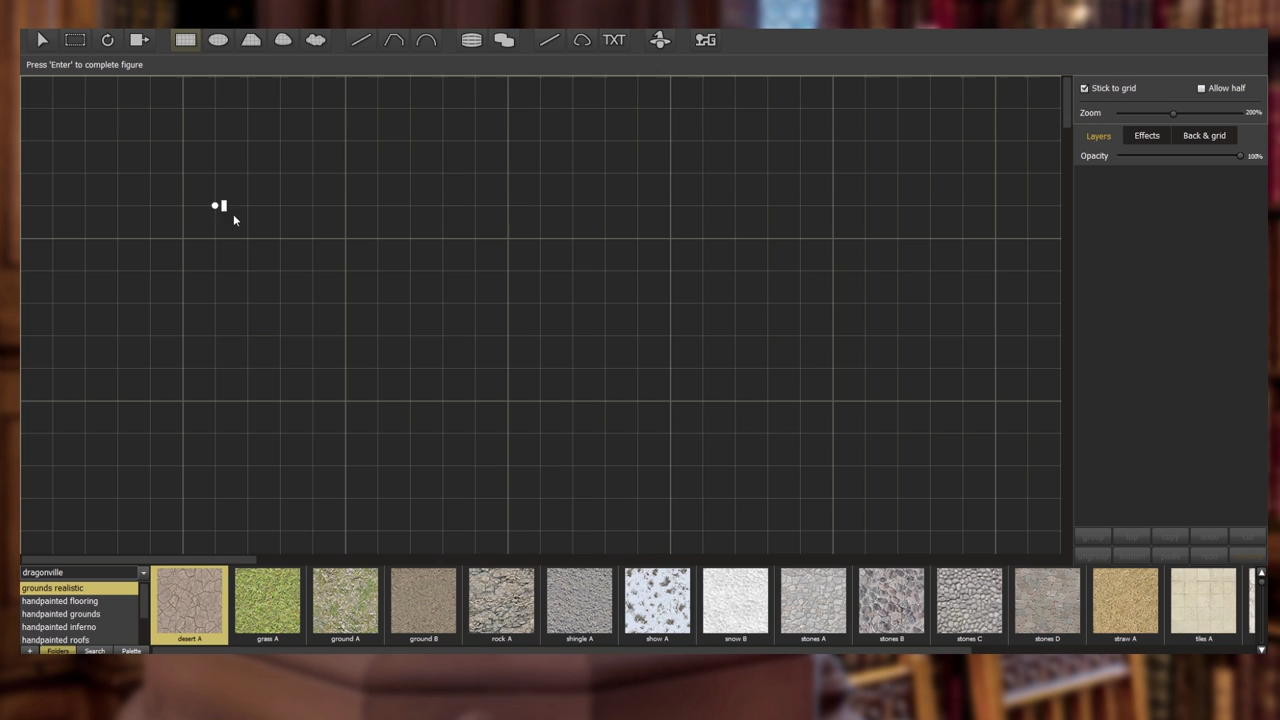 TXT
Press 'Enter' to complete figure
Stick to grid
Allow half
Zoom
200%
Layers
Effects
Back & grid
Opacity
100%
dragonville
grounds realistic
handpainted flooring
handpainted grounds
handpainted inferno
handpainted roofs
desert A
grass A
ground A
ground B
rock A
shingle A
show A
snow B
stones A
stones B
stones C
stones D
straw A
tiles A
+
Folders
Search
Palette